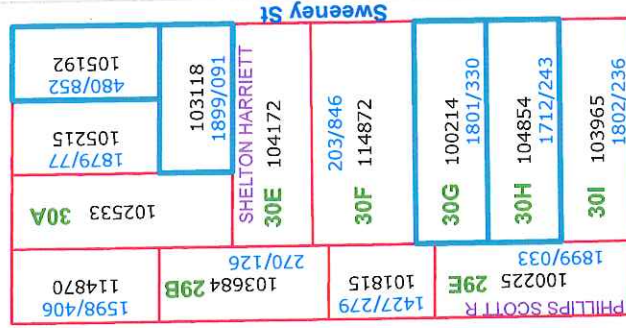 Sweeney St
480/852
105192
1879/77
105215
102533 30A
103118
1899/091
SHELTON HARRIETT
30E 104172
203/846
30F 114872
30G 100214
1801/330
30H 104854
1712/243
30I 103965
1802/236
1598/406
114870
270/126
103684 29B
1427/279
101815
1899/033
100225 29E
PHILLIPS SCOTT R